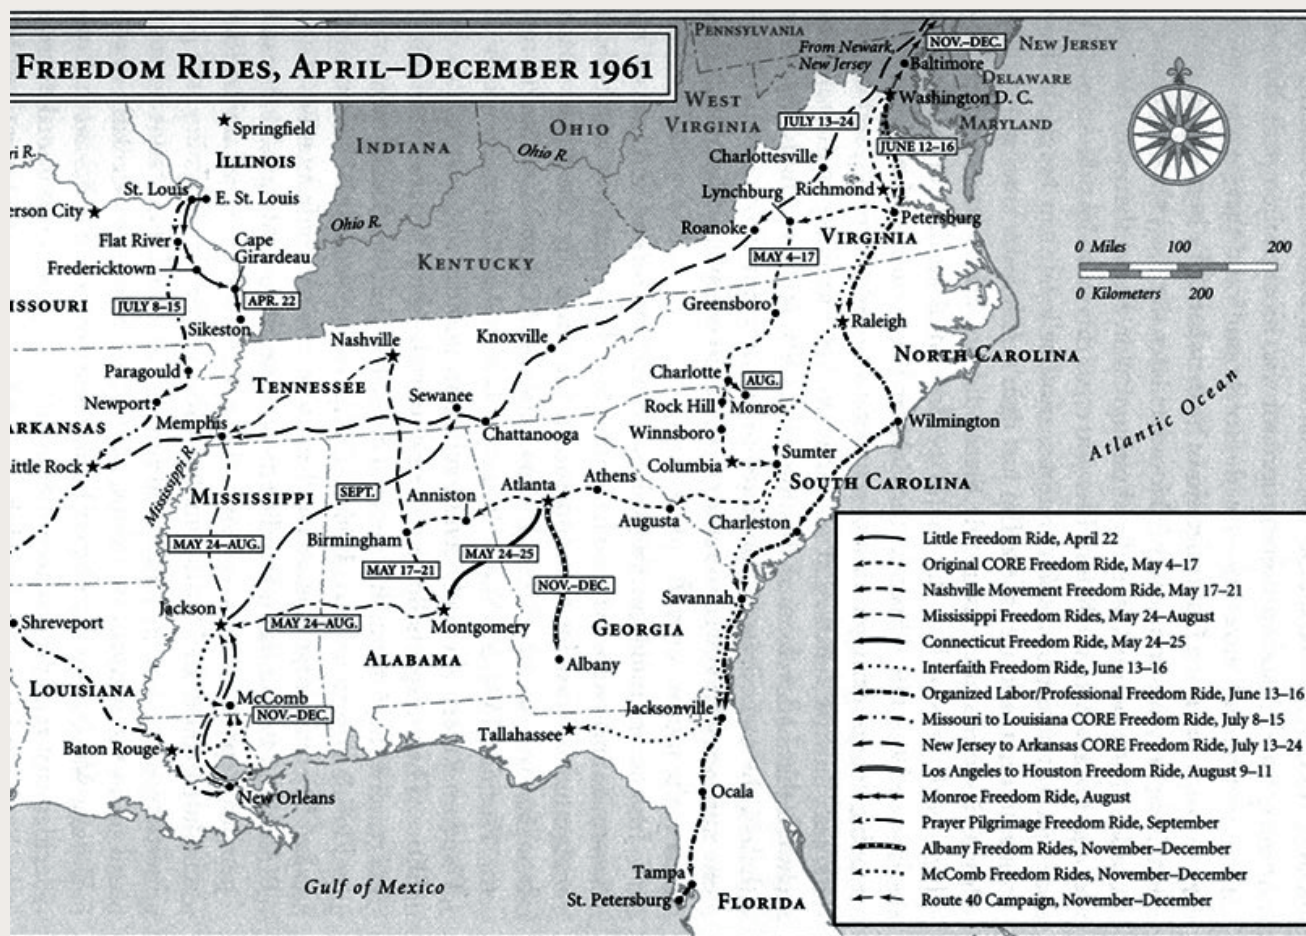 FREEDOM RIDES, APRIL–DECEMBER 1961
PENNSYLVANIA
From Newark,
New Jersey
NOV.–DEC.
NEW JERSEY
Baltimore
DELAWARE
Washington D. C.
MARYLAND
WEST
VIRGINIA
OHIO
INDIANA
Ohio R.
Springfield
ILLINOIS
ri R.
JULY 13–24
JUNE 12–16
Charlottesville
Lynchburg
Richmond
Petersburg
Roanoke
VIRGINIA
MAY 4–17
St. Louis
E. St. Louis
erson City
Ohio R.
Flat River
Cape
Girardeau
Fredericktown
KENTUCKY
ISSOURI
JULY 8–15
APR. 22
Sikeston
0 Miles 100 200
0 Kilometers 200
Greensboro
Raleigh
Nashville
Knoxville
NORTH CAROLINA
Paragould
TENNESSEE
Charlotte
AUG.
Newport
Sewanee
Rock Hill
Monroe
ARKANSAS
Memphis
Chattanooga
Winnsboro
Wilmington
Atlantic Ocean
ittle Rock
Columbia
Sumter
Mississippi R.
MISSISSIPPI
SEPT.
Anniston
Atlanta
Athens
SOUTH CAROLINA
Augusta
Charleston
MAY 24–AUG.
Birmingham
MAY 24–25
MAY 17–21
NOV.–DEC.
Savannah
Jackson
MAY 24–AUG.
Montgomery
GEORGIA
Shreveport
ALABAMA
Albany
LOUISIANA
McComb
NOV.–DEC.
Jacksonville
Baton Rouge
Tallahassee
New Orleans
Ocala
Gulf of Mexico
Tampa
St. Petersburg
FLORIDA
Little Freedom Ride, April 22
Original CORE Freedom Ride, May 4–17
Nashville Movement Freedom Ride, May 17–21
Mississippi Freedom Rides, May 24–August
Connecticut Freedom Ride, May 24–25
Interfaith Freedom Ride, June 13–16
Organized Labor/Professional Freedom Ride, June 13–16
Missouri to Louisiana CORE Freedom Ride, July 8–15
New Jersey to Arkansas CORE Freedom Ride, July 13–24
Los Angeles to Houston Freedom Ride, August 9–11
Monroe Freedom Ride, August
Prayer Pilgrimage Freedom Ride, September
Albany Freedom Rides, November–December
McComb Freedom Rides, November–December
Route 40 Campaign, November–December